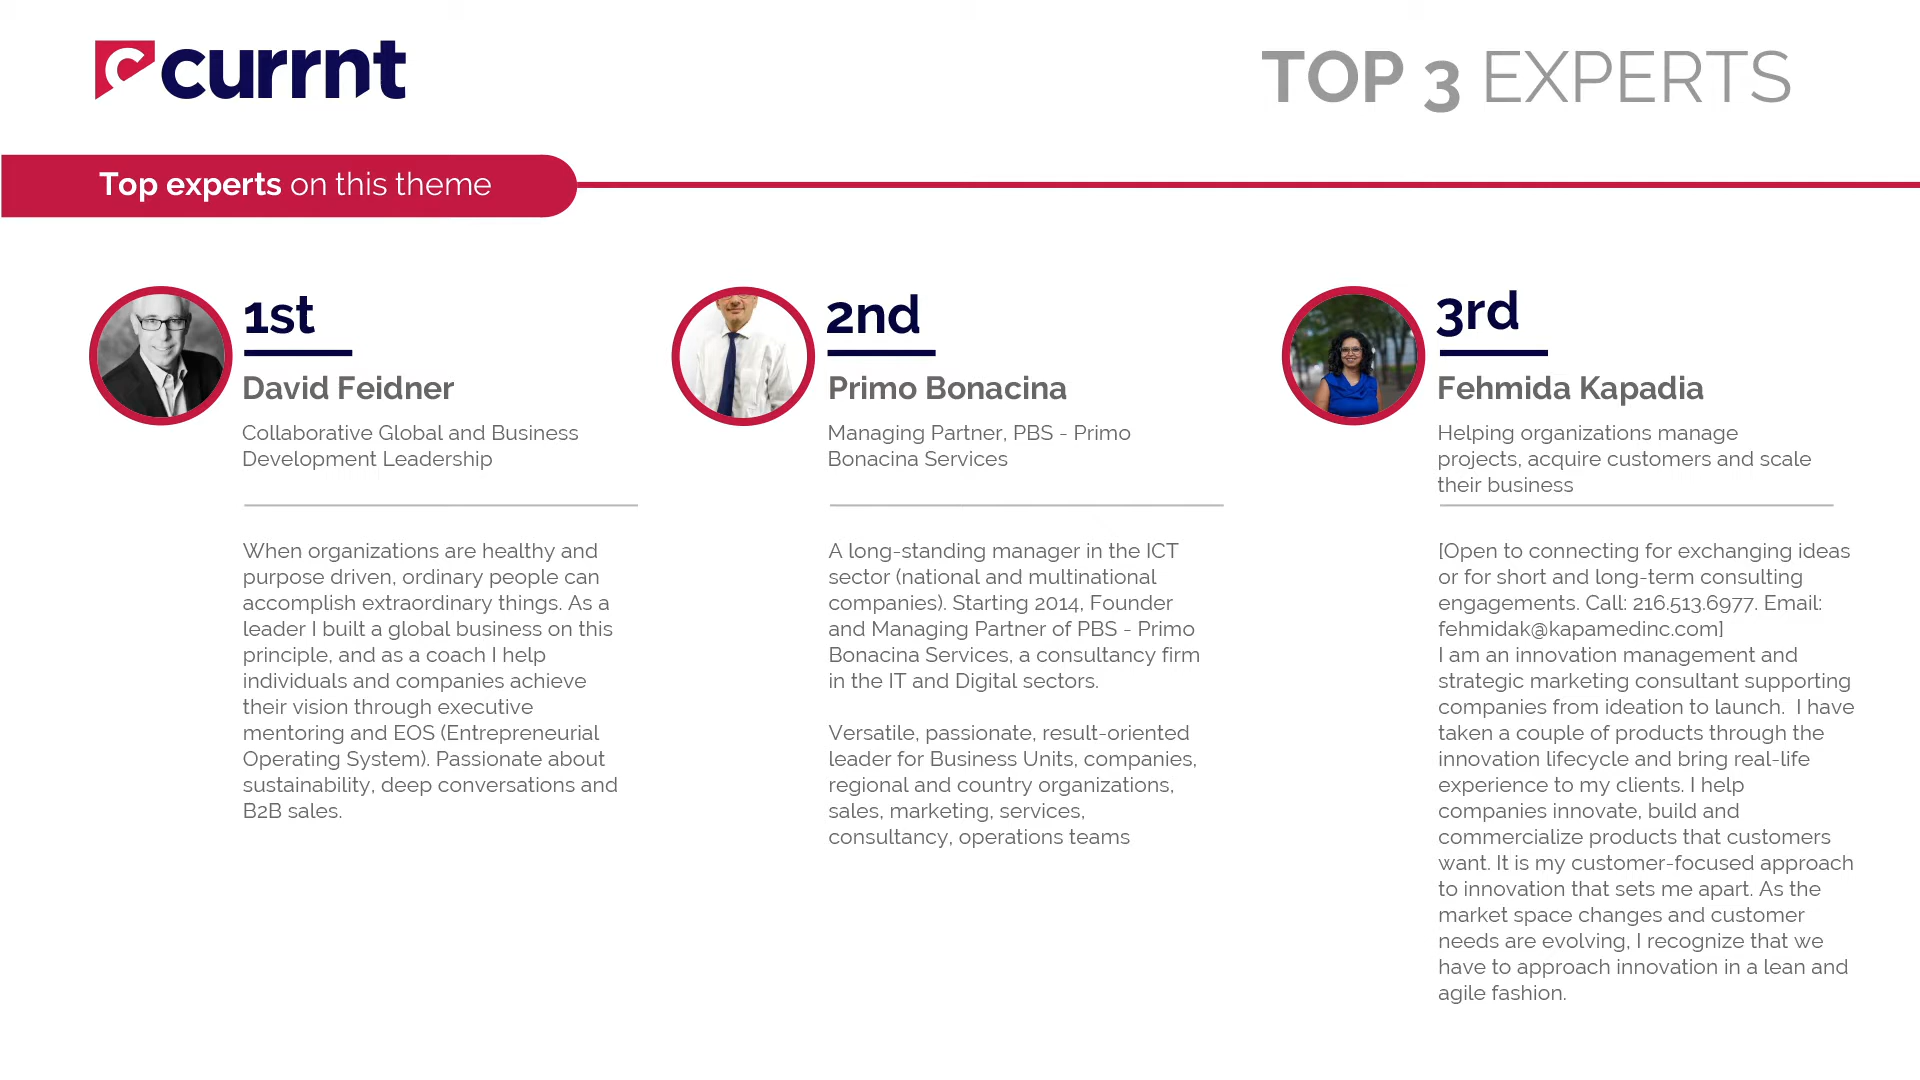 currnt
TOP 3 EXPERTS
Top experts on this theme
1st
David Feidner
Collaborative Global and Business
Development Leadership
When organizations are healthy and
purpose driven, ordinary people can
accomplish extraordinary things. As a
leader I built a global business on this
principle, and as a coach I help
individuals and companies achieve
their vision through executive
mentoring and EOS (Entrepreneurial
Operating System). Passionate about
sustainability, deep conversations and
B2B sales.
2nd
Primo Bonacina
Managing Partner, PBS - Primo
Bonacina Services
A long-standing manager in the ICT
sector (national and multinational
companies). Starting 2014, Founder
and Managing Partner of PBS - Primo
Bonacina Services, a consultancy firm
in the IT and Digital sectors.
Versatile, passionate, result-oriented
leader for Business Units, companies,
regional and country organizations,
sales, marketing, services,
consultancy, operations teams
3rd
Fehmida Kapadia
Helping organizations manage
projects, acquire customers and scale
their business
[Open to connecting for exchanging ideas
or for short and long-term consulting
engagements. Call: 216.513.6977. Email:
fehmidak@kapamedinc.com]
I am an innovation management and
strategic marketing consultant supporting
companies from ideation to launch.  I have
taken a couple of products through the
innovation lifecycle and bring real-life
experience to my clients. I help
companies innovate, build and
commercialize products that customers
want. It is my customer-focused approach
to innovation that sets me apart. As the
market space changes and customer
needs are evolving, I recognize that we
have to approach innovation in a lean and
agile fashion.